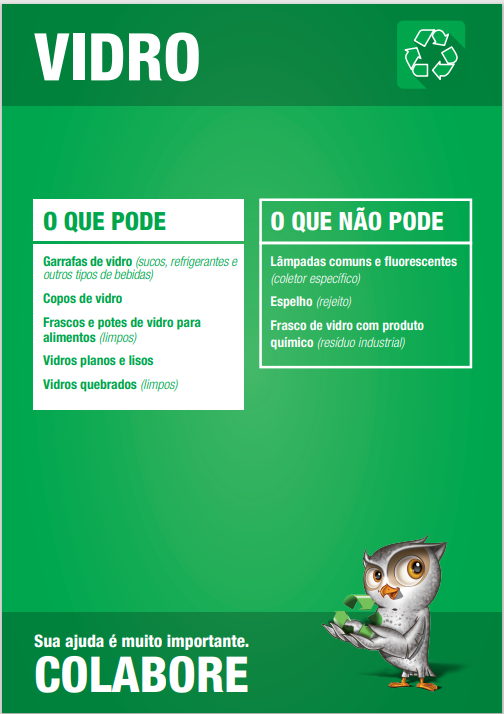 VIDRO
O QUE PODE
Garrafas de vidro (sucos, refrigerantes e
outros tipos de bebidas)
Copos de vidro
Frascos e potes de vidro para
alimentos (limpos)
Vidros planos e lisos
Vidros quebrados (limpos)
O QUE NÃO PODE
Lâmpadas comuns e fluorescentes
(coletor específico)
Espelho (rejeito)
Frasco de vidro com produto
químico (resíduo industrial)
Sua ajuda é muito importante.
COLABORE